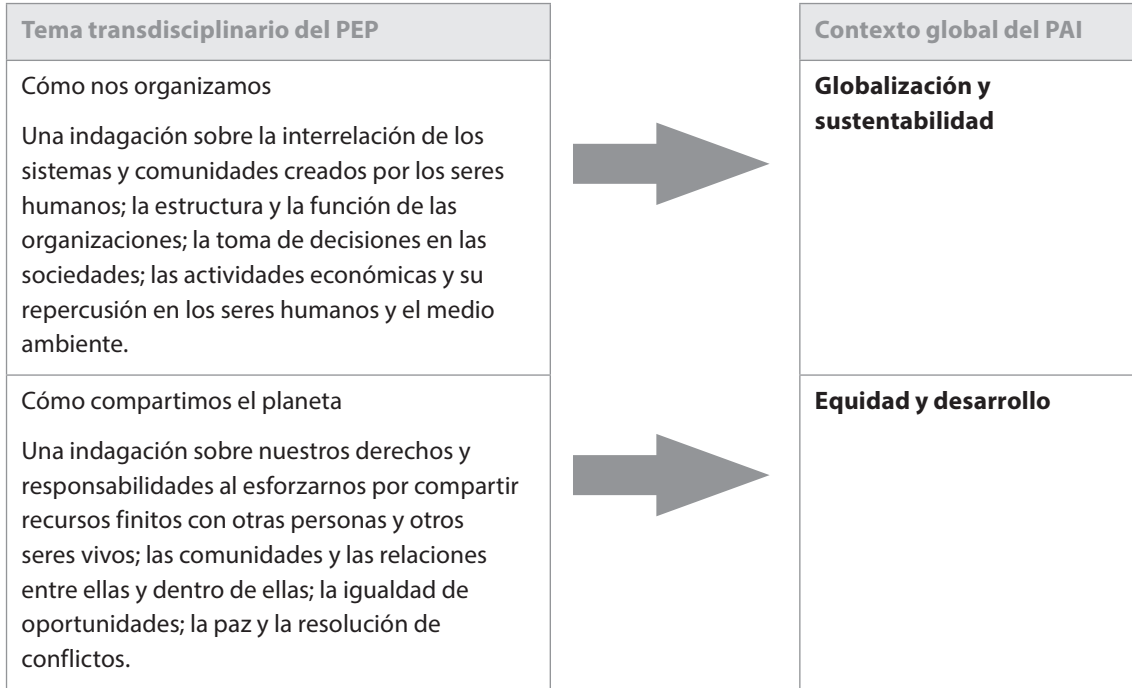 Tema transdisciplinario del PEP
Contexto global del PAI
Cómo nos organizamos
Una indagación sobre la interrelación de los
sistemas y comunidades creados por los seres
humanos; la estructura y la función de las
organizaciones; la toma de decisiones en las
sociedades; las actividades económicas y su
repercusión en los seres humanos y el medio
ambiente.
Globalización y
sustentabilidad
Cómo compartimos el planeta
Una indagación sobre nuestros derechos y
responsabilidades al esforzarnos por compartir
recursos finitos con otras personas y otros
seres vivos; las comunidades y las relaciones
entre ellas y dentro de ellas; la igualdad de
oportunidades; la paz y la resolución de
conflictos.
Equidad y desarrollo